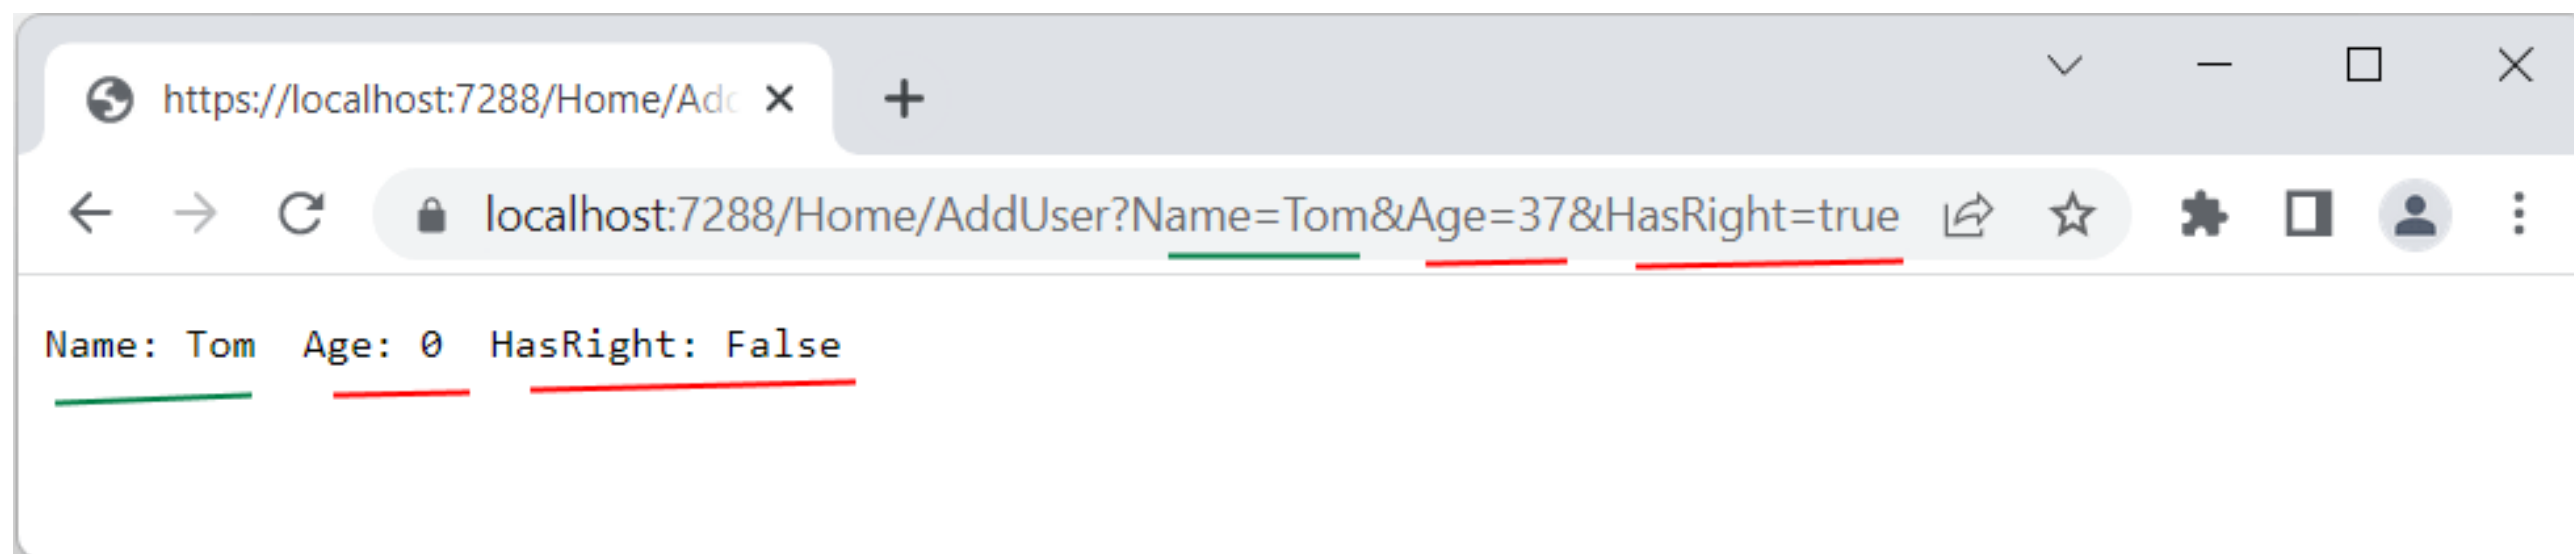 https://localhost:7288/Home/Add
localhost:7288/Home/AddUser?Name=Tom&Age=37&HasRight=true
Name: Tom  Age: 0  HasRight: False